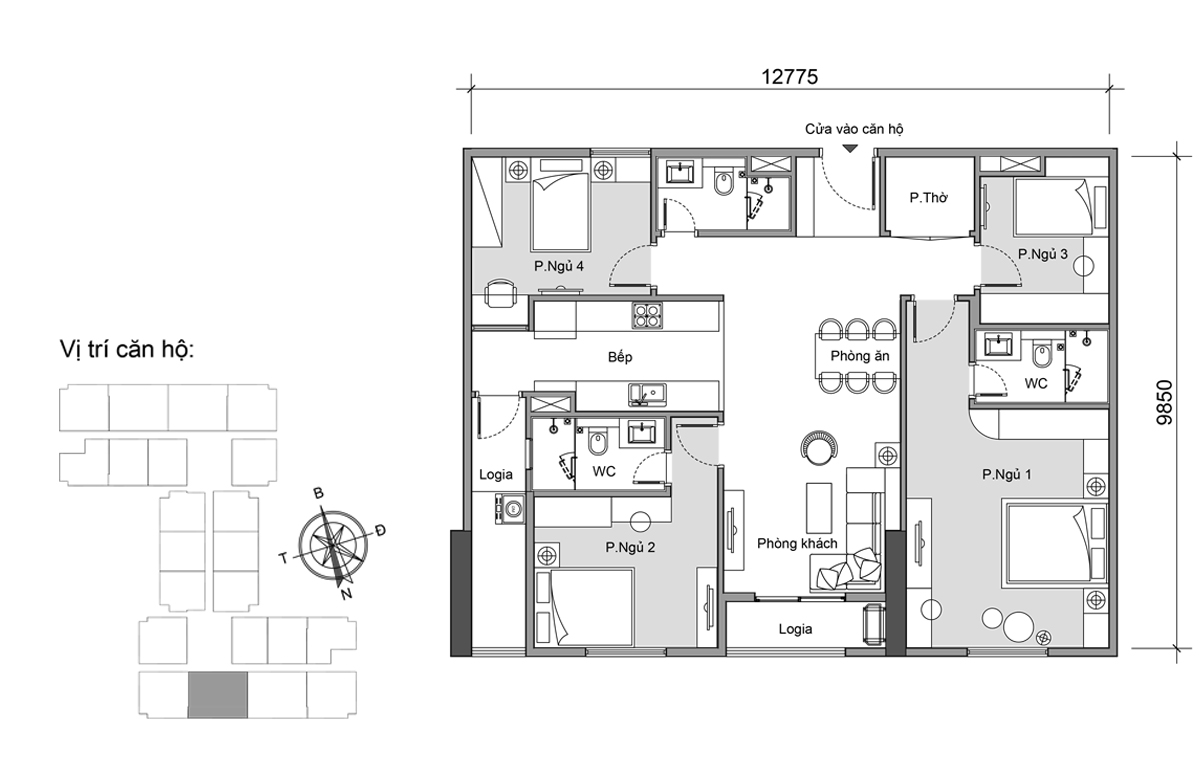 12775
Cửa vào căn hộ
P.Thờ
P.Ngủ 3
P.Ngủ 4
Vị trí căn hộ:
Bếp
Phòng ăn
WC
9850
Logia
WC
P.Ngủ 1
B
Đ
T
N
P.Ngủ 2
Phòng khách
Logia